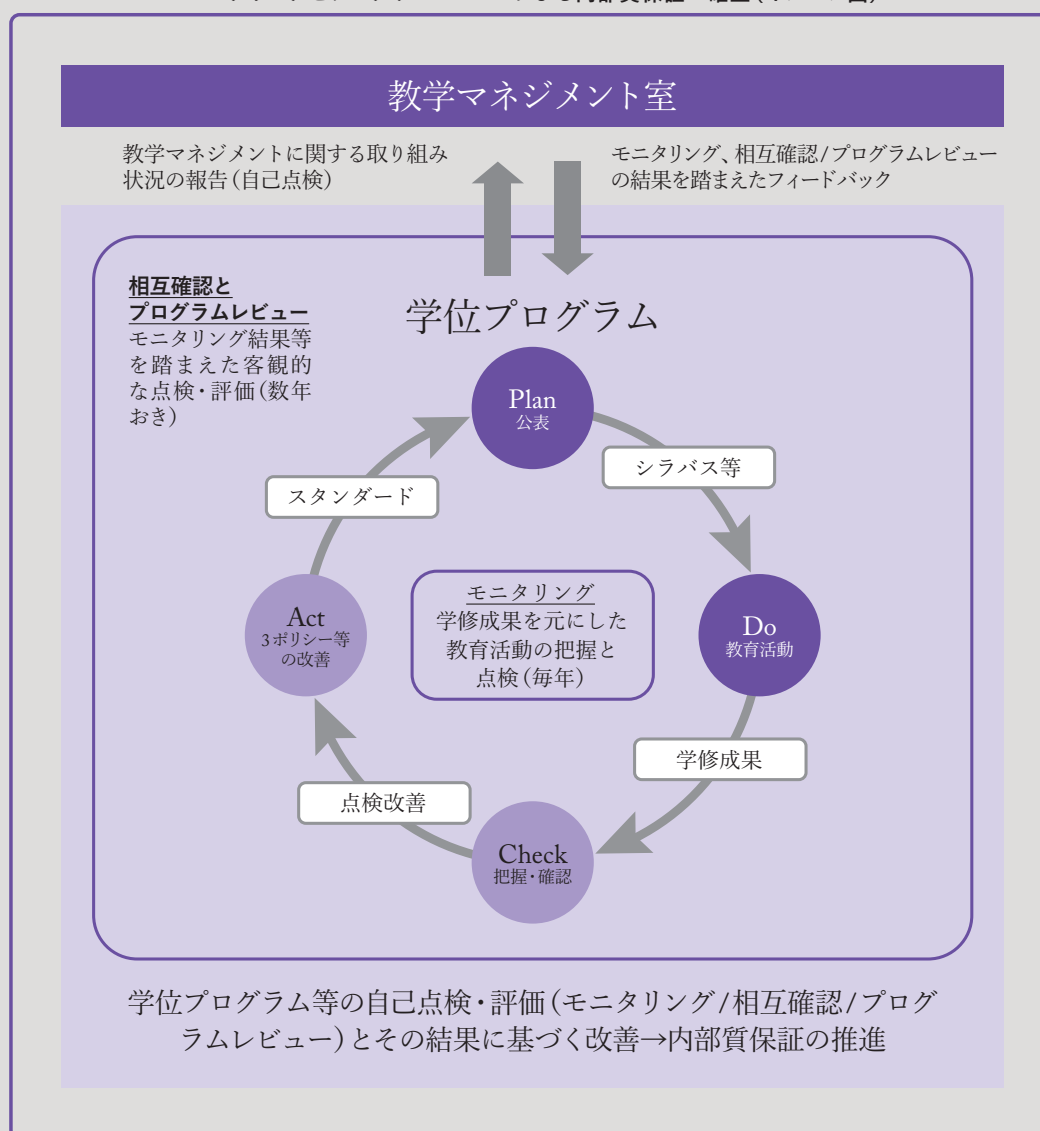 教学マネジメント室
教学マネジメントに関する取り組み
状況の報告(自己点検)
モニタリング、相互確認/プログラムレビュー
の結果を踏まえたフィードバック
相互確認と
プログラムレビュー
モニタリング結果等
を踏まえた客観的
な点検・評価(数年
おき)
学位プログラム
Plan
公表
シラバス等
スタンダード
Act
3ポリシー等
の改善
モニタリング
学修成果を元にした
教育活動の把握と
点検(毎年)
Do
教育活動
学修成果
点検改善
Check
把握・確認
学位プログラム等の自己点検・評価(モニタリング/相互確認/プログ
ラムレビュー)とその結果に基づく改善→内部質保証の推進